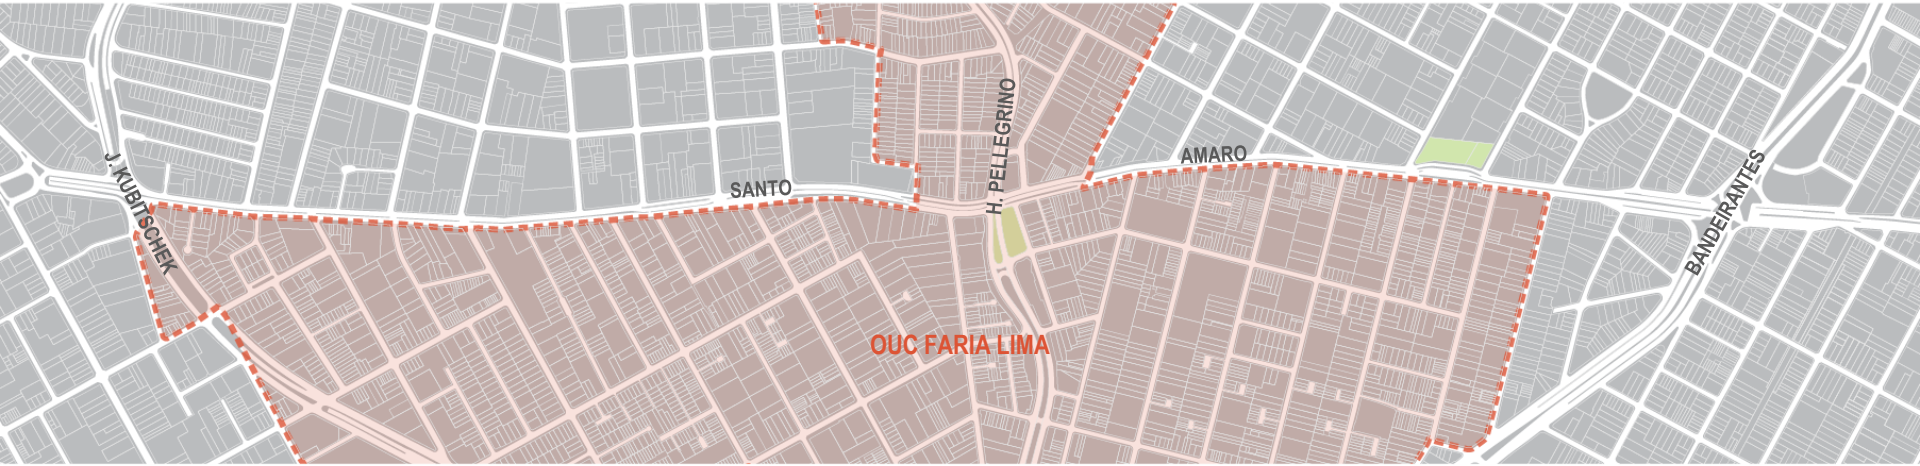 J. KUBITSCHEK
SANTO
H. PELLEGRINO
AMARO
BANDEIRANTES
OUC FARIA LIMA